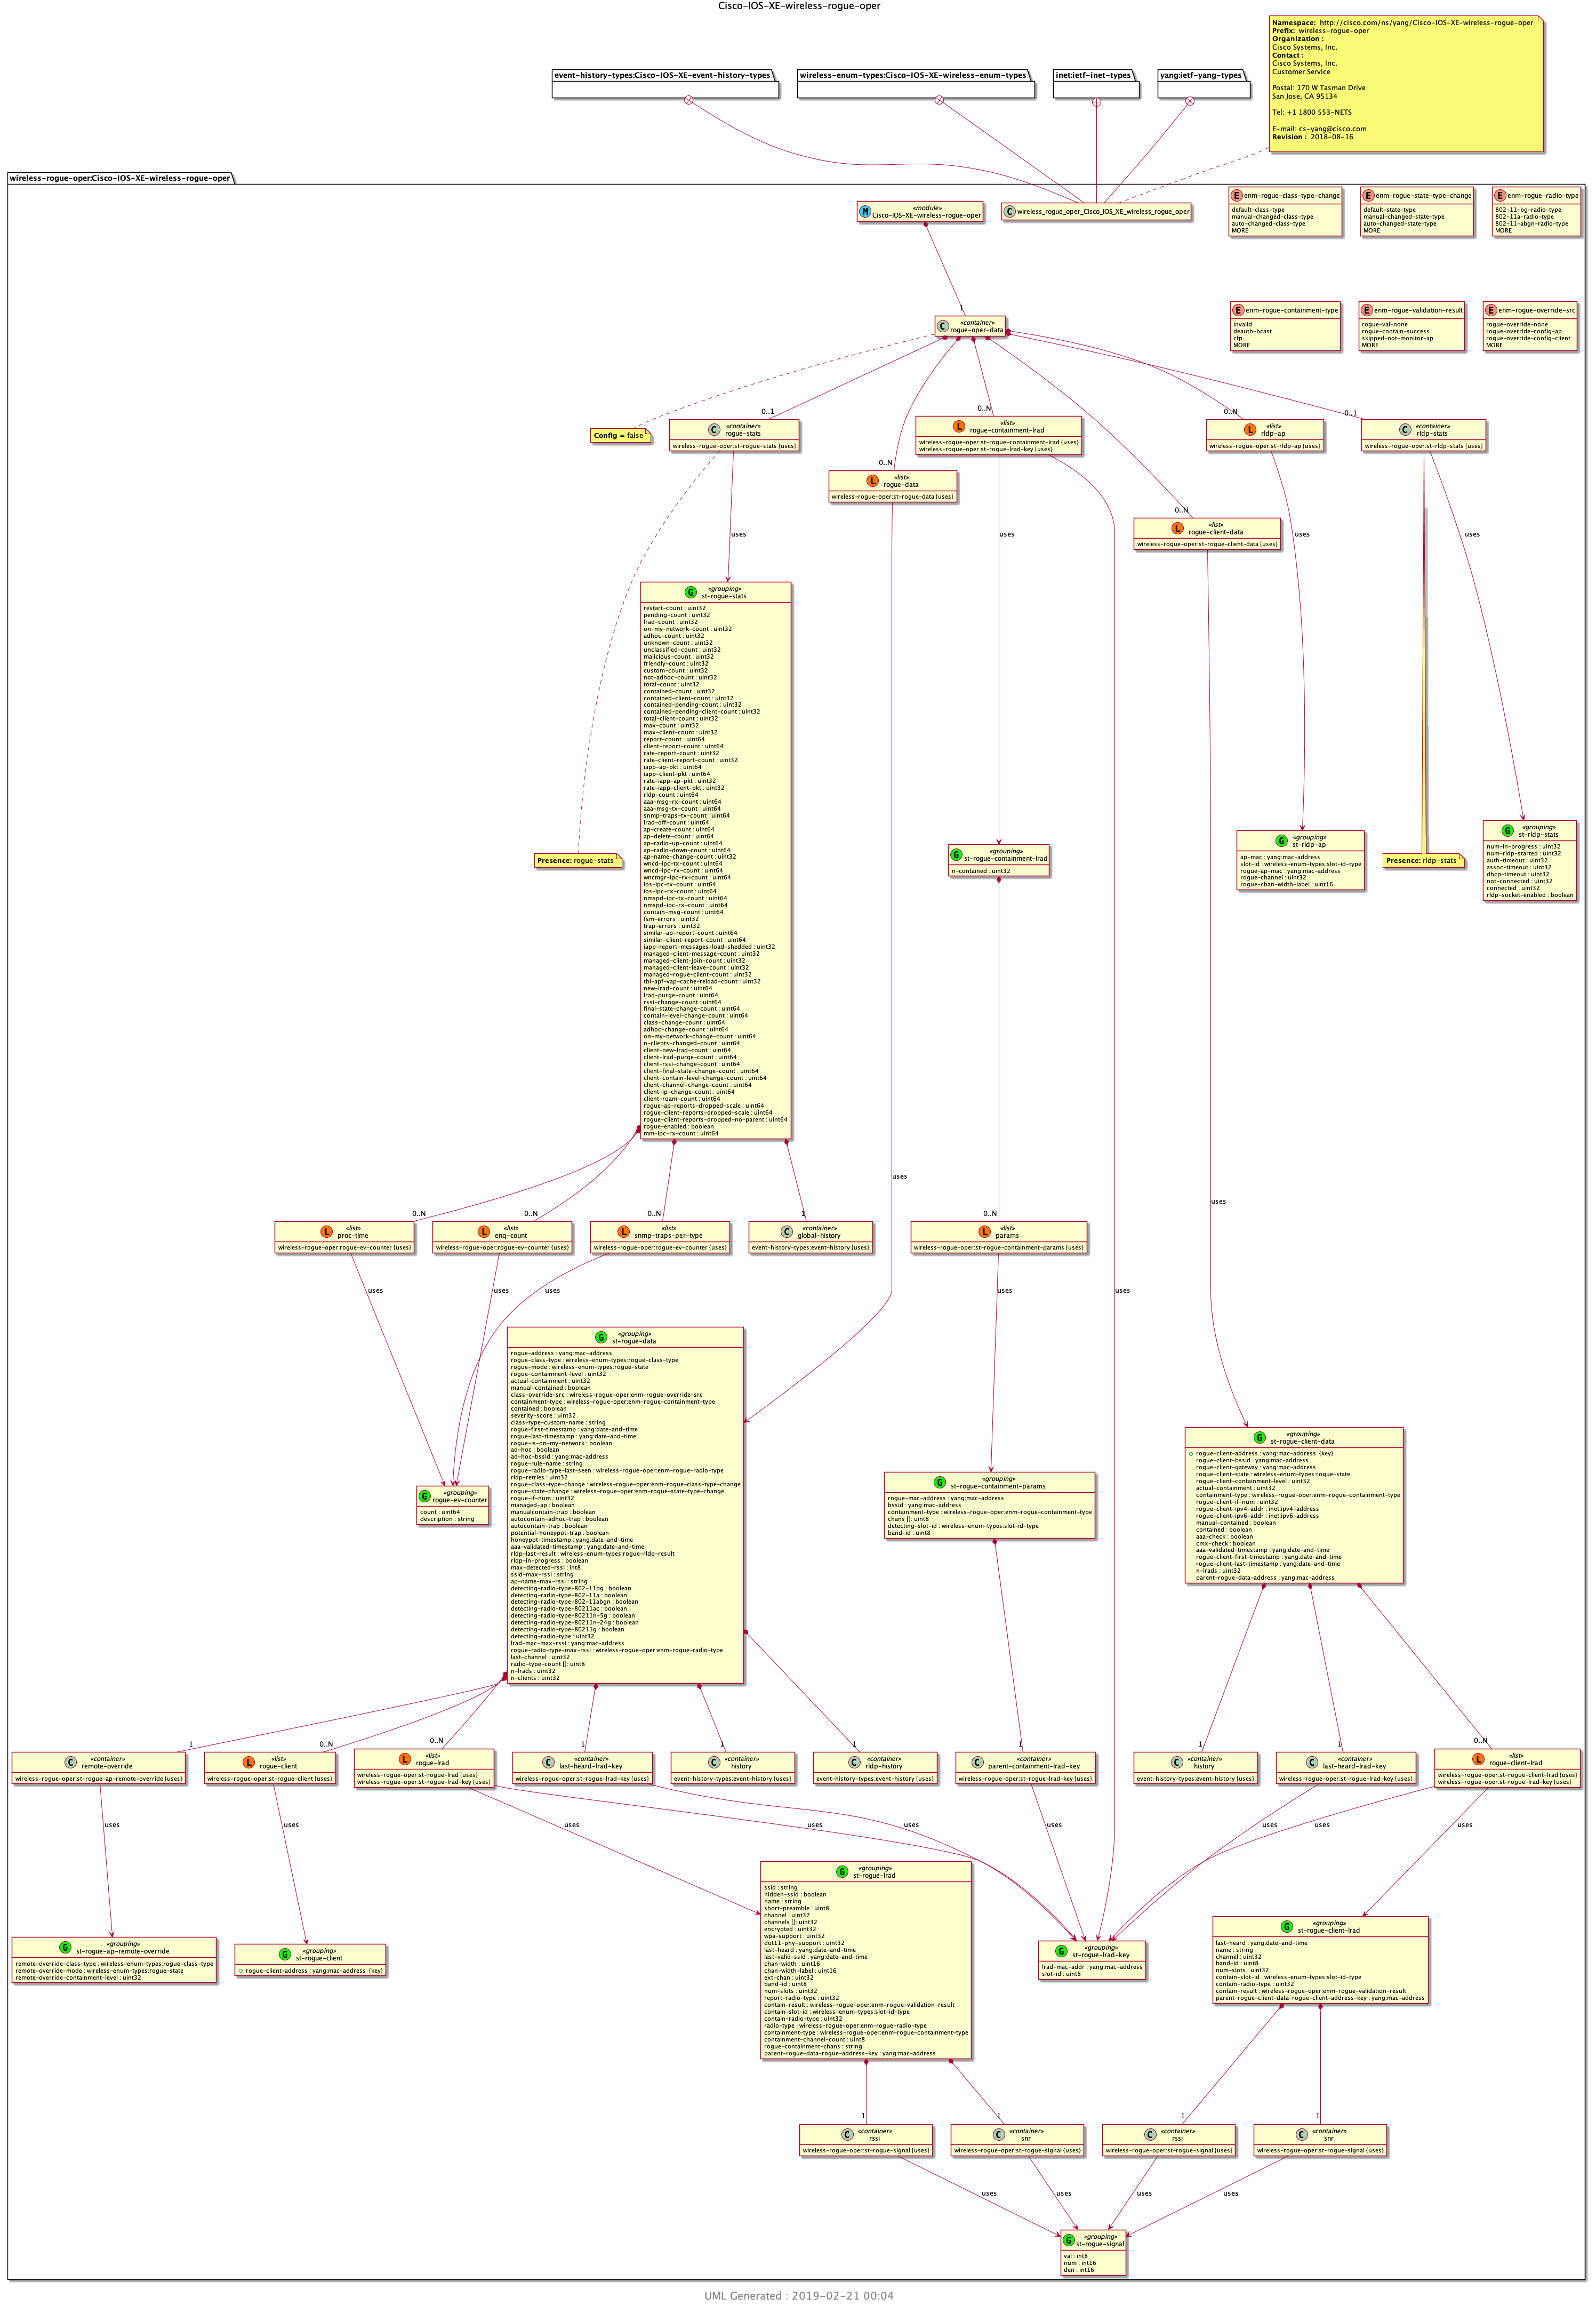 Cisco-IOS-XE-wireless-rogue-oper
Namespace: http://cisco.com/ns/yang/Cisco-IOS-XE-wireless-rogue-oper
Prefix: wireless-rogue-oper
Organization :
Cisco Systems, Inc.
Contact :
Cisco Systems, Inc.
Customer Service
Postal: 170 W Tasman Drive
San Jose, CA 95134
Tel: +1 1800 553-NETS
E-mail: cs-yang@cisco.com
Revision : 2018-08-16
event-history-types:Cisco-IOS-XE-event-history-types
wireless-enum-types:Cisco-IOS-XE-wireless-enum-types
inet:ietf-inet-types
yang:ietf-yang-types
wireless-rogue-oper:Cisco-IOS-XE-wireless-rogue-oper
M
«module»
Cisco-IOS-XE-wireless-rogue-oper
C
wireless_rogue_oper_Cisco_IOS_XE_wireless_rogue_oper
E
enm-rogue-class-type-change
default-class-type
manual-changed-class-type
auto-changed-class-type
MORE
E
enm-rogue-state-type-change
default-state-type
manual-changed-state-type
auto-changed-state-type
MORE
E
enm-rogue-radio-type
802-11-bg-radio-type
802-11a-radio-type
802-11-abgn-radio-type
MORE
E
enm-rogue-containment-type
invalid
deauth-bcast
cfp
MORE
E
enm-rogue-validation-result
rogue-val-none
rogue-contain-success
skipped-not-monitor-ap
MORE
E
enm-rogue-override-src
rogue-override-none
rogue-override-config-ap
rogue-override-config-client
MORE
1
C
«container»
rogue-oper-data
Config = false
0..1
C
«container»
rogue-stats
wireless-rogue-oper:st-rogue-stats {uses}
0..N
L
«list»
rogue-data
wireless-rogue-oper:st-rogue-data {uses}
0..N
L
«list»
rogue-containment-lrad
wireless-rogue-oper:st-rogue-containment-lrad {uses}
wireless-rogue-oper:st-rogue-lrad-key {uses}
0..N
L
«list»
rogue-client-data
wireless-rogue-oper:st-rogue-client-data {uses}
0..N
L
«list»
rldp-ap
wireless-rogue-oper:st-rldp-ap {uses}
0..1
C
«container»
rldp-stats
wireless-rogue-oper:st-rldp-stats {uses}
uses
uses
uses
uses
G
«grouping»
st-rogue-stats
restart-count : uint32
pending-count : uint32
lrad-count : uint32
on-my-network-count : uint32
adhoc-count : uint32
unknown-count : uint32
unclassified-count : uint32
malicious-count : uint32
friendly-count : uint32
custom-count : uint32
not-adhoc-count : uint32
total-count : uint32
contained-count : uint32
contained-client-count : uint32
contained-pending-count : uint32
contained-pending-client-count : uint32
total-client-count : uint32
max-count : uint32
max-client-count : uint32
report-count : uint64
client-report-count : uint64
rate-report-count : uint32
rate-client-report-count : uint32
iapp-ap-pkt : uint64
iapp-client-pkt : uint64
rate-iapp-ap-pkt : uint32
rate-iapp-client-pkt : uint32
rldp-count : uint64
aaa-msg-rx-count : uint64
aaa-msg-tx-count : uint64
snmp-traps-tx-count : uint64
lrad-off-count : uint64
ap-create-count : uint64
ap-delete-count : uint64
ap-radio-up-count : uint64
ap-radio-down-count : uint64
ap-name-change-count : uint32
wncd-ipc-tx-count : uint64
wncd-ipc-rx-count : uint64
wncmgr-ipc-rx-count : uint64
ios-ipc-tx-count : uint64
ios-ipc-rx-count : uint64
nmspd-ipc-tx-count : uint64
nmspd-ipc-rx-count : uint64
contain-msg-count : uint64
fsm-errors : uint32
trap-errors : uint32
similar-ap-report-count : uint64
similar-client-report-count : uint64
iapp-report-messages-load-shedded : uint32
managed-client-message-count : uint32
managed-client-join-count : uint32
managed-client-leave-count : uint32
managed-rogue-client-count : uint32
tbl-apf-vap-cache-reload-count : uint32
new-lrad-count : uint64
lrad-purge-count : uint64
rssi-change-count : uint64
final-state-change-count : uint64
contain-level-change-count : uint64
class-change-count : uint64
adhoc-change-count : uint64
on-my-network-change-count : uint64
n-clients-changed-count : uint64
client-new-lrad-count : uint64
client-lrad-purge-count : uint64
client-rssi-change-count : uint64
client-final-state-change-count : uint64
client-contain-level-change-count : uint64
client-channel-change-count : uint64
client-ip-change-count : uint64
client-roam-count : uint64
rogue-ap-reports-dropped-scale : uint64
rogue-client-reports-dropped-scale : uint64
rogue-client-reports-dropped-no-parent : uint64
rogue-enabled : boolean
mm-ipc-rx-count : uint64
Presence: rogue-stats
G
«grouping»
st-rogue-containment-lrad
n-contained : uint32
G
«grouping»
st-rldp-ap
ap-mac : yang:mac-address
slot-id : wireless-enum-types:slot-id-type
rogue-ap-mac : yang:mac-address
rogue-channel : uint32
rogue-chan-width-label : uint16
Presence: rldp-stats
G
«grouping»
st-rldp-stats
num-in-progress : uint32
num-rldp-started : uint32
auth-timeout : uint32
assoc-timeout : uint32
dhcp-timeout : uint32
not-connected : uint32
connected : uint32
rldp-socket-enabled : boolean
uses
uses
0..N
L
«list»
proc-time
wireless-rogue-oper:rogue-ev-counter {uses}
0..N
L
«list»
enq-count
wireless-rogue-oper:rogue-ev-counter {uses}
0..N
L
«list»
snmp-traps-per-type
wireless-rogue-oper:rogue-ev-counter {uses}
1
C
«container»
global-history
event-history-types:event-history {uses}
0..N
L
«list»
params
wireless-rogue-oper:st-rogue-containment-params {uses}
uses
uses
uses
uses
uses
G
«grouping»
st-rogue-data
rogue-address : yang:mac-address
rogue-class-type : wireless-enum-types:rogue-class-type
rogue-mode : wireless-enum-types:rogue-state
rogue-containment-level : uint32
actual-containment : uint32
manual-contained : boolean
class-override-src : wireless-rogue-oper:enm-rogue-override-src
containment-type : wireless-rogue-oper:enm-rogue-containment-type
contained : boolean
severity-score : uint32
class-type-custom-name : string
rogue-first-timestamp : yang:date-and-time
rogue-last-timestamp : yang:date-and-time
rogue-is-on-my-network : boolean
ad-hoc : boolean
ad-hoc-bssid : yang:mac-address
rogue-rule-name : string
rogue-radio-type-last-seen : wireless-rogue-oper:enm-rogue-radio-type
rldp-retries : uint32
rogue-class-type-change : wireless-rogue-oper:enm-rogue-class-type-change
rogue-state-change : wireless-rogue-oper:enm-rogue-state-type-change
rogue-if-num : uint32
managed-ap : boolean
manualcontain-trap : boolean
autocontain-adhoc-trap : boolean
autocontain-trap : boolean
potential-honeypot-trap : boolean
honeypot-timestamp : yang:date-and-time
aaa-validated-timestamp : yang:date-and-time
rldp-last-result : wireless-enum-types:rogue-rldp-result
rldp-in-progress : boolean
max-detected-rssi : int8
ssid-max-rssi : string
ap-name-max-rssi : string
detecting-radio-type-802-11bg : boolean
detecting-radio-type-802-11a : boolean
detecting-radio-type-802-11abgn : boolean
detecting-radio-type-80211ac : boolean
detecting-radio-type-80211n-5g : boolean
detecting-radio-type-80211n-24g : boolean
detecting-radio-type-80211g : boolean
detecting-radio-type : uint32
lrad-mac-max-rssi : yang:mac-address
rogue-radio-type-max-rssi : wireless-rogue-oper:enm-rogue-radio-type
last-channel : uint32
radio-type-count []: uint8
n-lrads : uint32
n-clients : uint32
G
«grouping»
rogue-ev-counter
count : uint64
description : string
G
«grouping»
st-rogue-containment-params
rogue-mac-address : yang:mac-address
bssid : yang:mac-address
containment-type : wireless-rogue-oper:enm-rogue-containment-type
chans []: uint8
detecting-slot-id : wireless-enum-types:slot-id-type
band-id : uint8
G
«grouping»
st-rogue-client-data
rogue-client-address : yang:mac-address {key}
rogue-client-bssid : yang:mac-address
rogue-client-gateway : yang:mac-address
rogue-client-state : wireless-enum-types:rogue-state
rogue-client-containment-level : uint32
actual-containment : uint32
containment-type : wireless-rogue-oper:enm-rogue-containment-type
rogue-client-if-num : uint32
rogue-client-ipv4-addr : inet:ipv4-address
rogue-client-ipv6-addr : inet:ipv6-address
manual-contained : boolean
contained : boolean
aaa-check : boolean
cmx-check : boolean
aaa-validated-timestamp : yang:date-and-time
rogue-client-first-timestamp : yang:date-and-time
rogue-client-last-timestamp : yang:date-and-time
n-lrads : uint32
parent-rogue-data-address : yang:mac-address
1
C
«container»
remote-override
wireless-rogue-oper:st-rogue-ap-remote-override {uses}
0..N
L
«list»
rogue-client
wireless-rogue-oper:st-rogue-client {uses}
0..N
L
«list»
rogue-lrad
wireless-rogue-oper:st-rogue-lrad {uses}
wireless-rogue-oper:st-rogue-lrad-key {uses}
1
C
«container»
last-heard-lrad-key
wireless-rogue-oper:st-rogue-lrad-key {uses}
1
C
«container»
history
event-history-types:event-history {uses}
1
C
«container»
rldp-history
event-history-types:event-history {uses}
1
C
«container»
parent-containment-lrad-key
wireless-rogue-oper:st-rogue-lrad-key {uses}
1
C
«container»
history
event-history-types:event-history {uses}
1
C
«container»
last-heard-lrad-key
wireless-rogue-oper:st-rogue-lrad-key {uses}
0..N
L
«list»
rogue-client-lrad
wireless-rogue-oper:st-rogue-client-lrad {uses}
wireless-rogue-oper:st-rogue-lrad-key {uses}
uses
uses
uses
uses
uses
uses
uses
uses
uses
G
«grouping»
st-rogue-ap-remote-override
remote-override-class-type : wireless-enum-types:rogue-class-type
remote-override-mode : wireless-enum-types:rogue-state
remote-override-containment-level : uint32
G
«grouping»
st-rogue-client
rogue-client-address : yang:mac-address {key}
G
«grouping»
st-rogue-lrad
ssid : string
hidden-ssid : boolean
name : string
short-preamble : uint8
channel : uint32
channels []: uint32
encrypted : uint32
wpa-support : uint32
dot11-phy-support : uint32
last-heard : yang:date-and-time
last-valid-ssid : yang:date-and-time
chan-width : uint16
chan-width-label : uint16
ext-chan : uint32
band-id : uint8
num-slots : uint32
report-radio-type : uint32
contain-result : wireless-rogue-oper:enm-rogue-validation-result
contain-slot-id : wireless-enum-types:slot-id-type
contain-radio-type : uint32
radio-type : wireless-rogue-oper:enm-rogue-radio-type
containment-type : wireless-rogue-oper:enm-rogue-containment-type
containment-channel-count : uint8
rogue-containment-chans : string
parent-rogue-data-rogue-address-key : yang:mac-address
G
«grouping»
st-rogue-lrad-key
lrad-mac-addr : yang:mac-address
slot-id : uint8
G
«grouping»
st-rogue-client-lrad
last-heard : yang:date-and-time
name : string
channel : uint32
band-id : uint8
num-slots : uint32
contain-slot-id : wireless-enum-types:slot-id-type
contain-radio-type : uint32
contain-result : wireless-rogue-oper:enm-rogue-validation-result
parent-rogue-client-data-rogue-client-address-key : yang:mac-address
1
C
«container»
rssi
wireless-rogue-oper:st-rogue-signal {uses}
1
C
«container»
snr
wireless-rogue-oper:st-rogue-signal {uses}
1
C
«container»
rssi
wireless-rogue-oper:st-rogue-signal {uses}
1
C
«container»
snr
wireless-rogue-oper:st-rogue-signal {uses}
uses
uses
uses
uses
G
«grouping»
st-rogue-signal
val : int8
num : int16
den : int16
UML Generated : 2019-02-21 00:04